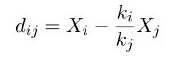 d_{ij} = X_i - \frac{k_i}{k_j} X_j